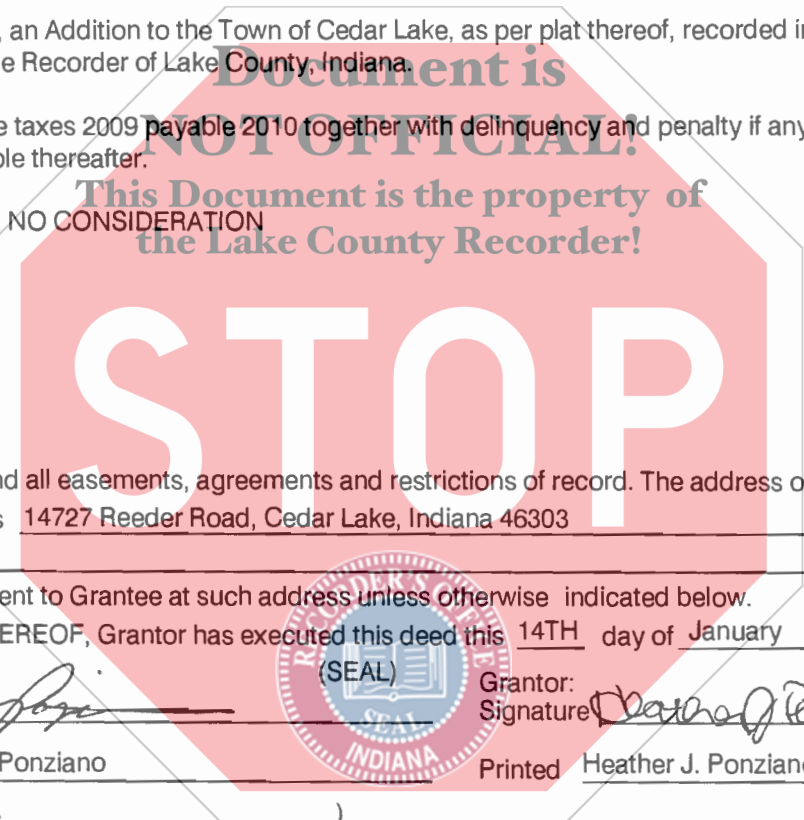 , an Addition to the Town of Cedar Lake, as per plat thereof, recorded in
e Recorder of Lake County, Indiana.
Document is
e taxes 2009 payable 2010 together with delinquency and penalty if any
NOT OFFICIAL!
ble thereafter.
This Document is the property of
NO CONSIDERATION
the Lake County Recorder!
STOP
nd all easements, agreements and restrictions of record. The address o
s 14727 Reeder Road, Cedar Lake, Indiana 46303
ent to Grantee at such address unless otherwise indicated below.
EREOF, Grantor has executed this deed this 14TH day of January
RECORDER'S OFFICE
(SEAL)
Grantor:
Signature
SEAL
INDIANA
Ponziano
Printed Heather J. Ponziano
)